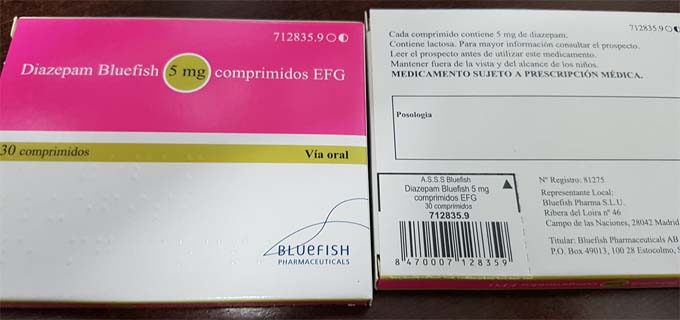 712835.9
Diazepam Bluefish 5 mg comprimidos EFG
30 comprimidos
Vía oral
BLUEFISH
PHARMACEUTICALS
712835.9
Cada comprimido contiene 5 mg de diazepam.
Contiene lactosa. Para mayor información consultar el prospecto.
Leer el prospecto antes de utilizar este medicamento.
Mantener fuera de la vista y del alcance de los niños.
MEDICAMENTO SUJETO A PRESCRIPCIÓN MÉDICA.
Posología
A.S.S.S Bluefish
Diazepam Bluefish 5 mg
comprimidos EFG
30 comprimidos
712835.9
8 470007 128359
Nº Registro: 81275
Representante Local:
Bluefish Pharma S.L.U.
Ribera del Loira nº 46
Campo de las Naciones, 28042 Madrid
Titular: Bluefish Pharmaceuticals AB
P.O. Box 49013, 100 28 Estocolmo,